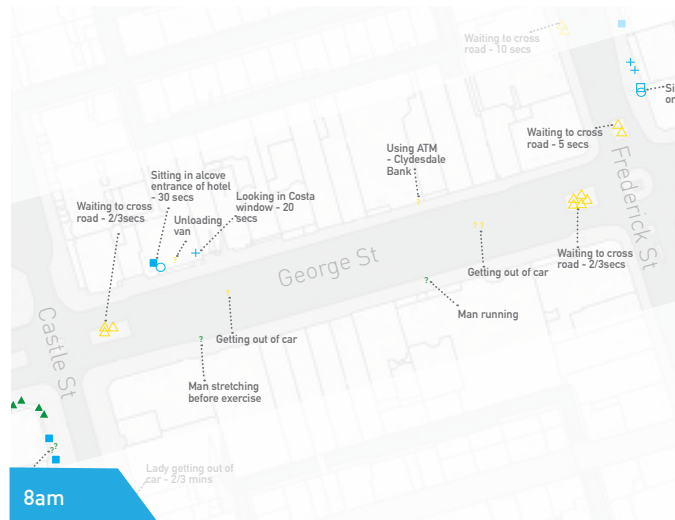 Waiting to cross
road - 10 secs
Si
on
Waiting to cross
road - 5 secs
Using ATM
- Clydesdale
Bank
Sitting in alcove
entrance of hotel
- 30 secs
Waiting to cross
road - 2/3secs
Looking in Costa
window - 20
secs
Unloading
van
Frederick St
George St
Waiting to cross
road - 2/3secs
Getting out of car
Man running
Castle St
Getting out of car
Man stretching
before exercise
Lady getting out of
car - 2/3 mins
8am